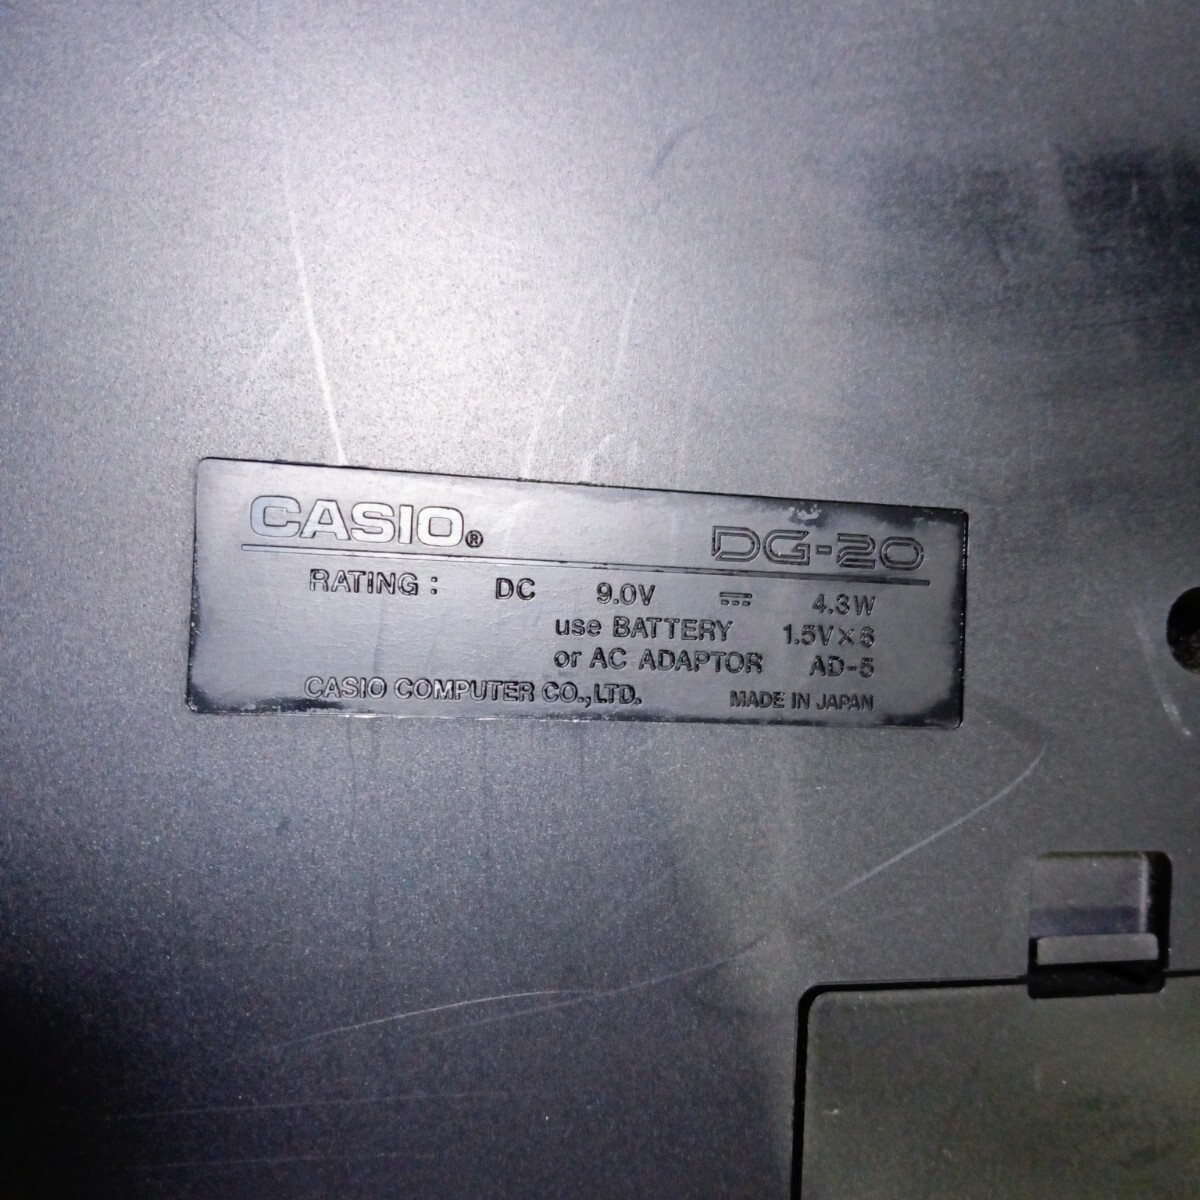 CASIO® DG-20
RATING : DC 9.0V ⎓ 4.3W
use BATTERY 1.5V×6
or AC ADAPTOR AD-5
CASIO COMPUTER CO.,LTD. MADE IN JAPAN